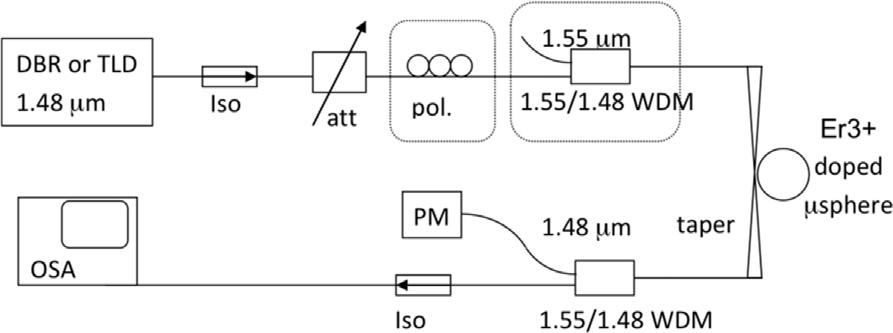 DBR or TLD
1.48 μm
Iso
att
pol.
1.55 μm
1.55/1.48 WDM
Er3+
doped
μsphere
taper
PM
1.48 μm
OSA
Iso
1.55/1.48 WDM